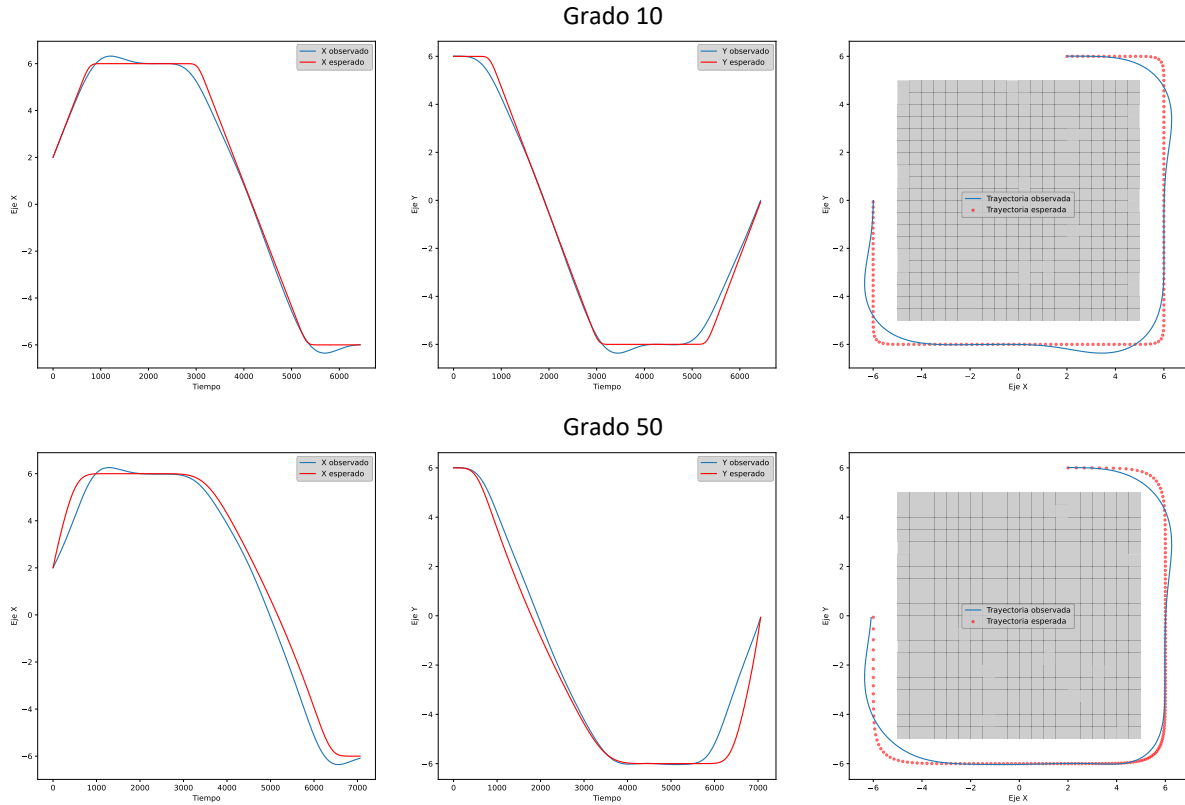 Grado 10
X observado
X esperado
6
4
2
0
−2
−4
−6
Eje X
0 1000 2000 3000 4000 5000 6000
Tiempo
Y observado
Y esperado
6
4
2
0
−2
−4
−6
Eje Y
0 1000 2000 3000 4000 5000 6000
Tiempo
Trayectoria observada
Trayectoria esperada
6
4
2
0
−2
−4
−6
Eje Y
−6 −4 −2 0 2 4 6
Eje X
Grado 50
X observado
X esperado
6
4
2
0
−2
−4
−6
Eje X
0 1000 2000 3000 4000 5000 6000 7000
Tiempo
Y observado
Y esperado
6
4
2
0
−2
−4
−6
Eje Y
0 1000 2000 3000 4000 5000 6000 7000
Tiempo
Trayectoria observada
Trayectoria esperada
6
4
2
0
−2
−4
−6
Eje Y
−6 −4 −2 0 2 4 6
Eje X